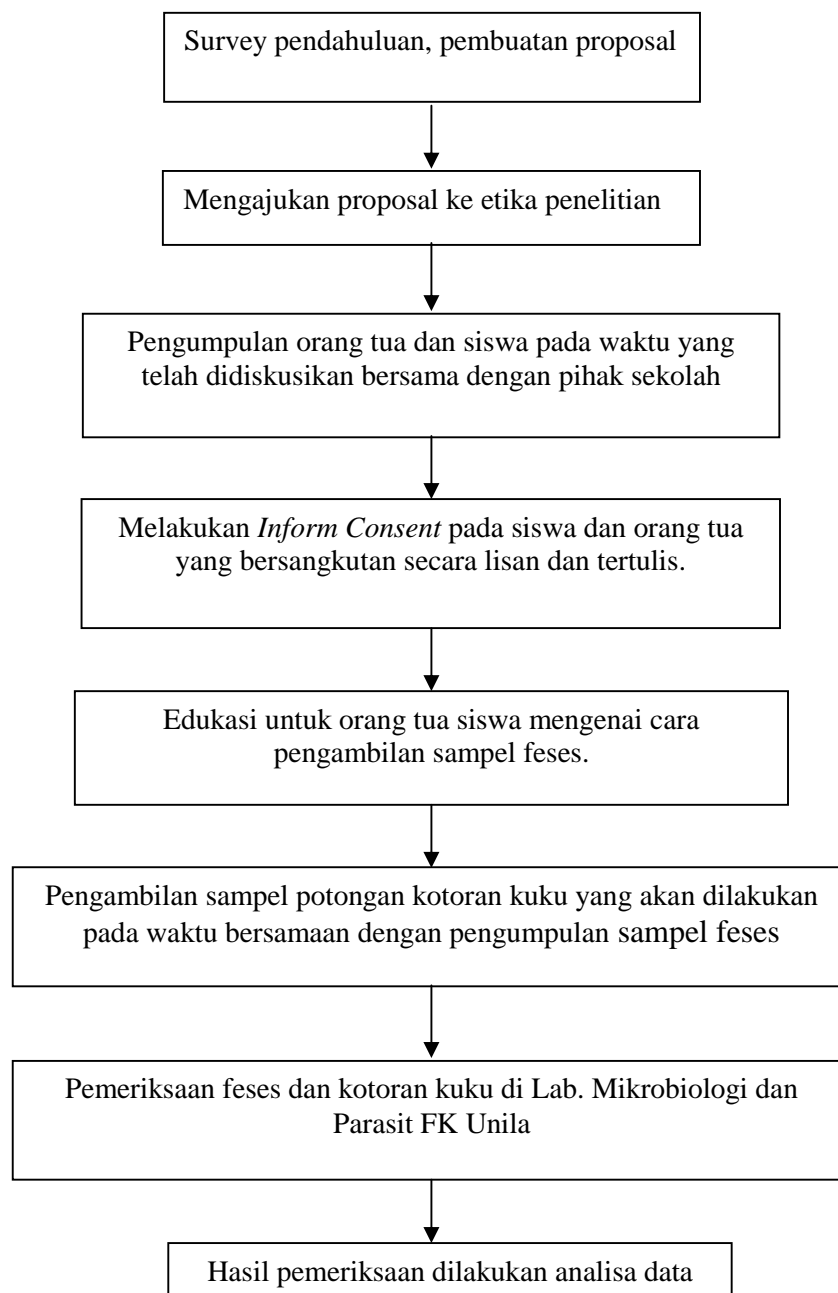 Survey pendahuluan, pembuatan proposal
Mengajukan proposal ke etika penelitian
Pengumpulan orang tua dan siswa pada waktu yang
telah didiskusikan bersama dengan pihak sekolah
Melakukan Inform Consent pada siswa dan orang tua
yang bersangkutan secara lisan dan tertulis.
Edukasi untuk orang tua siswa mengenai cara
pengambilan sampel feses.
Pengambilan sampel potongan kotoran kuku yang akan dilakukan
pada waktu bersamaan dengan pengumpulan sampel feses
Pemeriksaan feses dan kotoran kuku di Lab. Mikrobiologi dan
Parasit FK Unila
Hasil pemeriksaan dilakukan analisa data